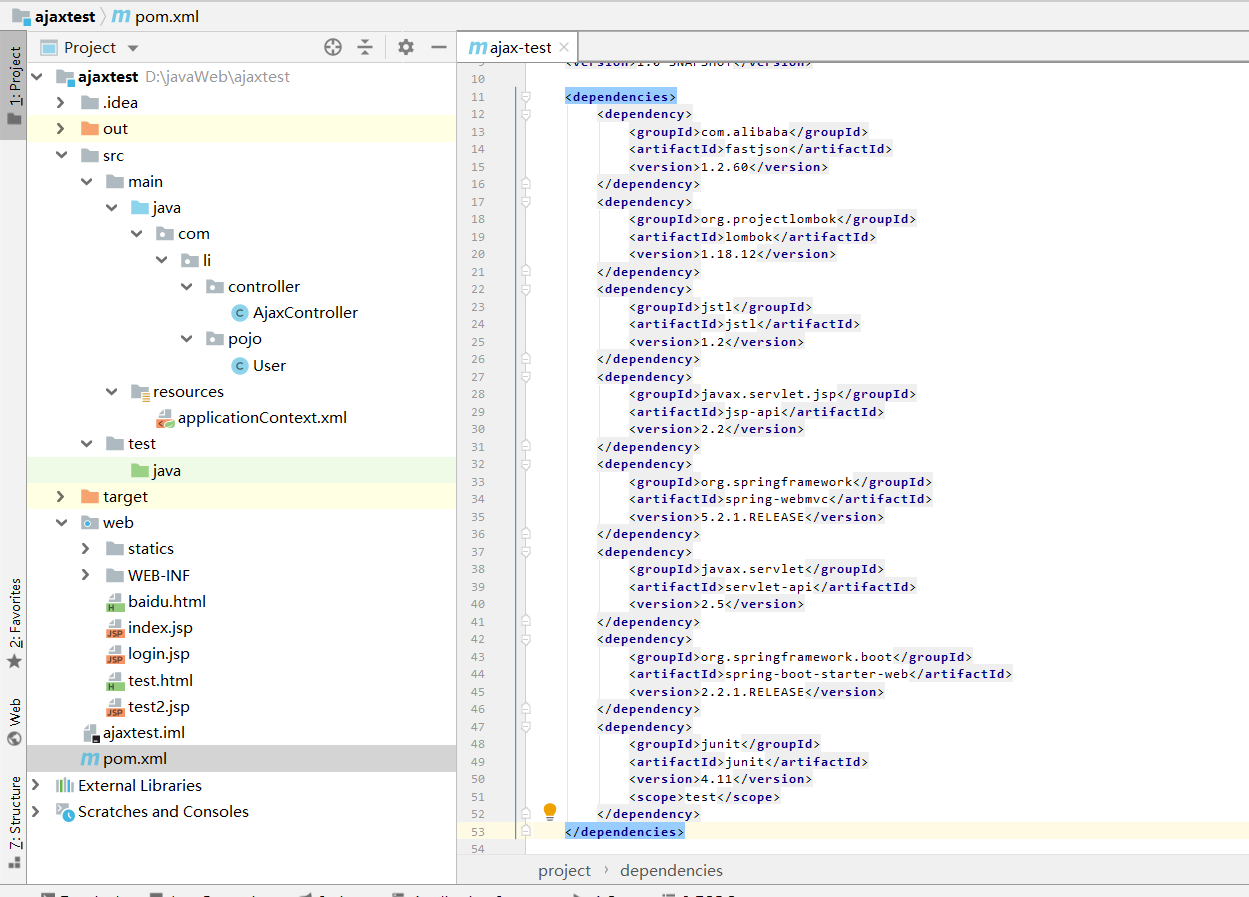 ajaxtest
pom.xml
Project
ajax-test
1: Project
2: Favorites
Web
7: Structure
ajaxtest D:\javaWeb\ajaxtest
.idea
out
src
main
java
com
li
controller
AjaxController
pojo
User
resources
applicationContext.xml
test
java
target
web
statics
WEB-INF
baidu.html
index.jsp
login.jsp
test.html
test2.jsp
ajaxtest.iml
pom.xml
External Libraries
Scratches and Consoles
9 <version>1.0-SNAPSHOT</version>
10
11 <dependencies>
12 <dependency>
13 <groupId>com.alibaba</groupId>
14 <artifactId>fastjson</artifactId>
15 <version>1.2.60</version>
16 </dependency>
17 <dependency>
18 <groupId>org.projectlombok</groupId>
19 <artifactId>lombok</artifactId>
20 <version>1.18.12</version>
21 </dependency>
22 <dependency>
23 <groupId>jstl</groupId>
24 <artifactId>jstl</artifactId>
25 <version>1.2</version>
26 </dependency>
27 <dependency>
28 <groupId>javax.servlet.jsp</groupId>
29 <artifactId>jsp-api</artifactId>
30 <version>2.2</version>
31 </dependency>
32 <dependency>
33 <groupId>org.springframework</groupId>
34 <artifactId>spring-webmvc</artifactId>
35 <version>5.2.1.RELEASE</version>
36 </dependency>
37 <dependency>
38 <groupId>javax.servlet</groupId>
39 <artifactId>servlet-api</artifactId>
40 <version>2.5</version>
41 </dependency>
42 <dependency>
43 <groupId>org.springframework.boot</groupId>
44 <artifactId>spring-boot-starter-web</artifactId>
45 <version>2.2.1.RELEASE</version>
46 </dependency>
47 <dependency>
48 <groupId>junit</groupId>
49 <artifactId>junit</artifactId>
50 <version>4.11</version>
51 <scope>test</scope>
52 </dependency>
53 </dependencies>
54
project › dependencies